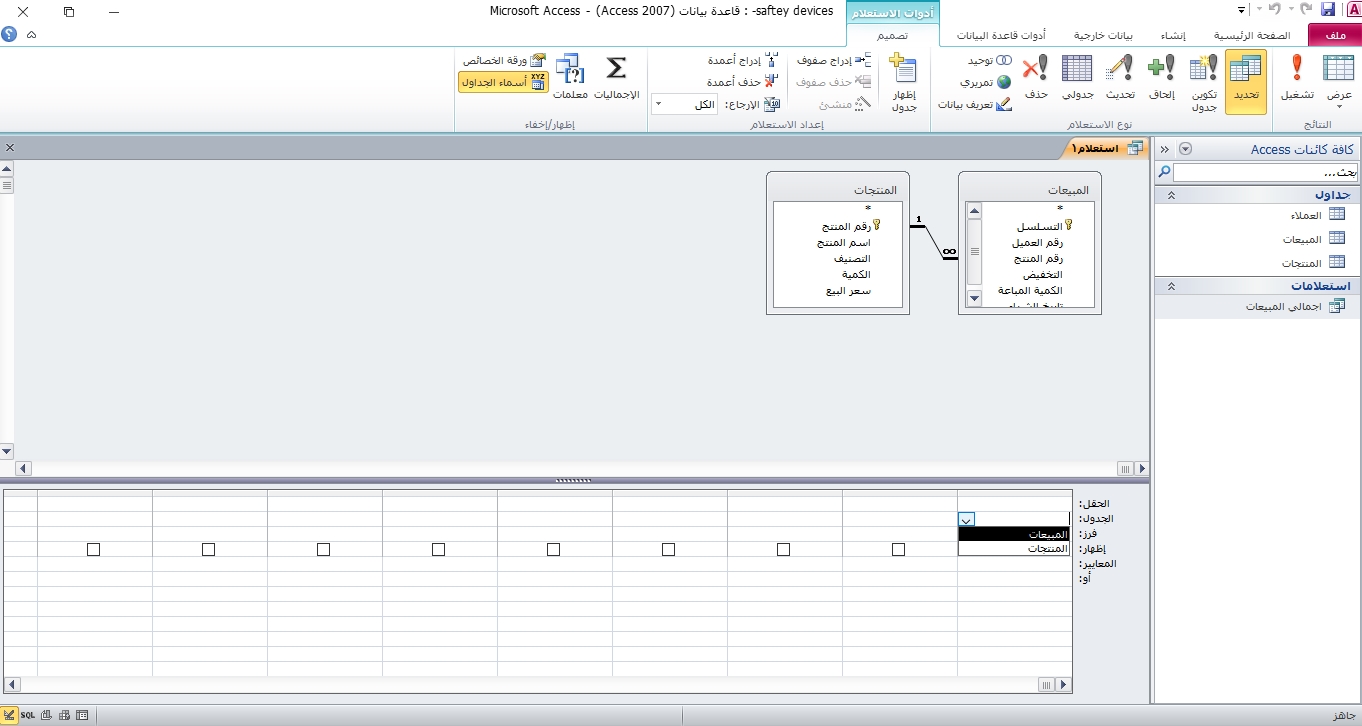 saftey devices- : قاعدة بيانات (Access 2007) - Microsoft Access
أدوات الاستعلام
ملف
الصفحة الرئيسية
إنشاء
بيانات خارجية
أدوات قاعدة البيانات
تصميم
عرض
تشغيل
النتائج
تحديد
تكوين جدول
إلحاق
تحديث
جدولي
حذف
توحيد
تمريري
تعريف بيانات
نوع الاستعلام
إظهار جدول
إدراج صفوف
حذف صفوف
منشئ
إدراج أعمدة
حذف أعمدة
الإرجاع: الكل
إعداد الاستعلام
الإجماليات
معلمات
ورقة الخصائص
أسماء الجداول
إظهار/إخفاء
كافة كائنات Access
بحث...
جداول
العملاء
المبيعات
المنتجات
استعلامات
اجمالي المبيعات
استعلام١
المبيعات
*
التسلسل
رقم العميل
رقم المنتج
التخفيض
الكمية المباعة
1
∞
المنتجات
*
رقم المنتج
اسم المنتج
التصنيف
الكمية
سعر البيع
الحقل:
الجدول:
فرز:
إظهار:
المعايير:
أو:
المبيعات
المنتجات
جاهز
SQL